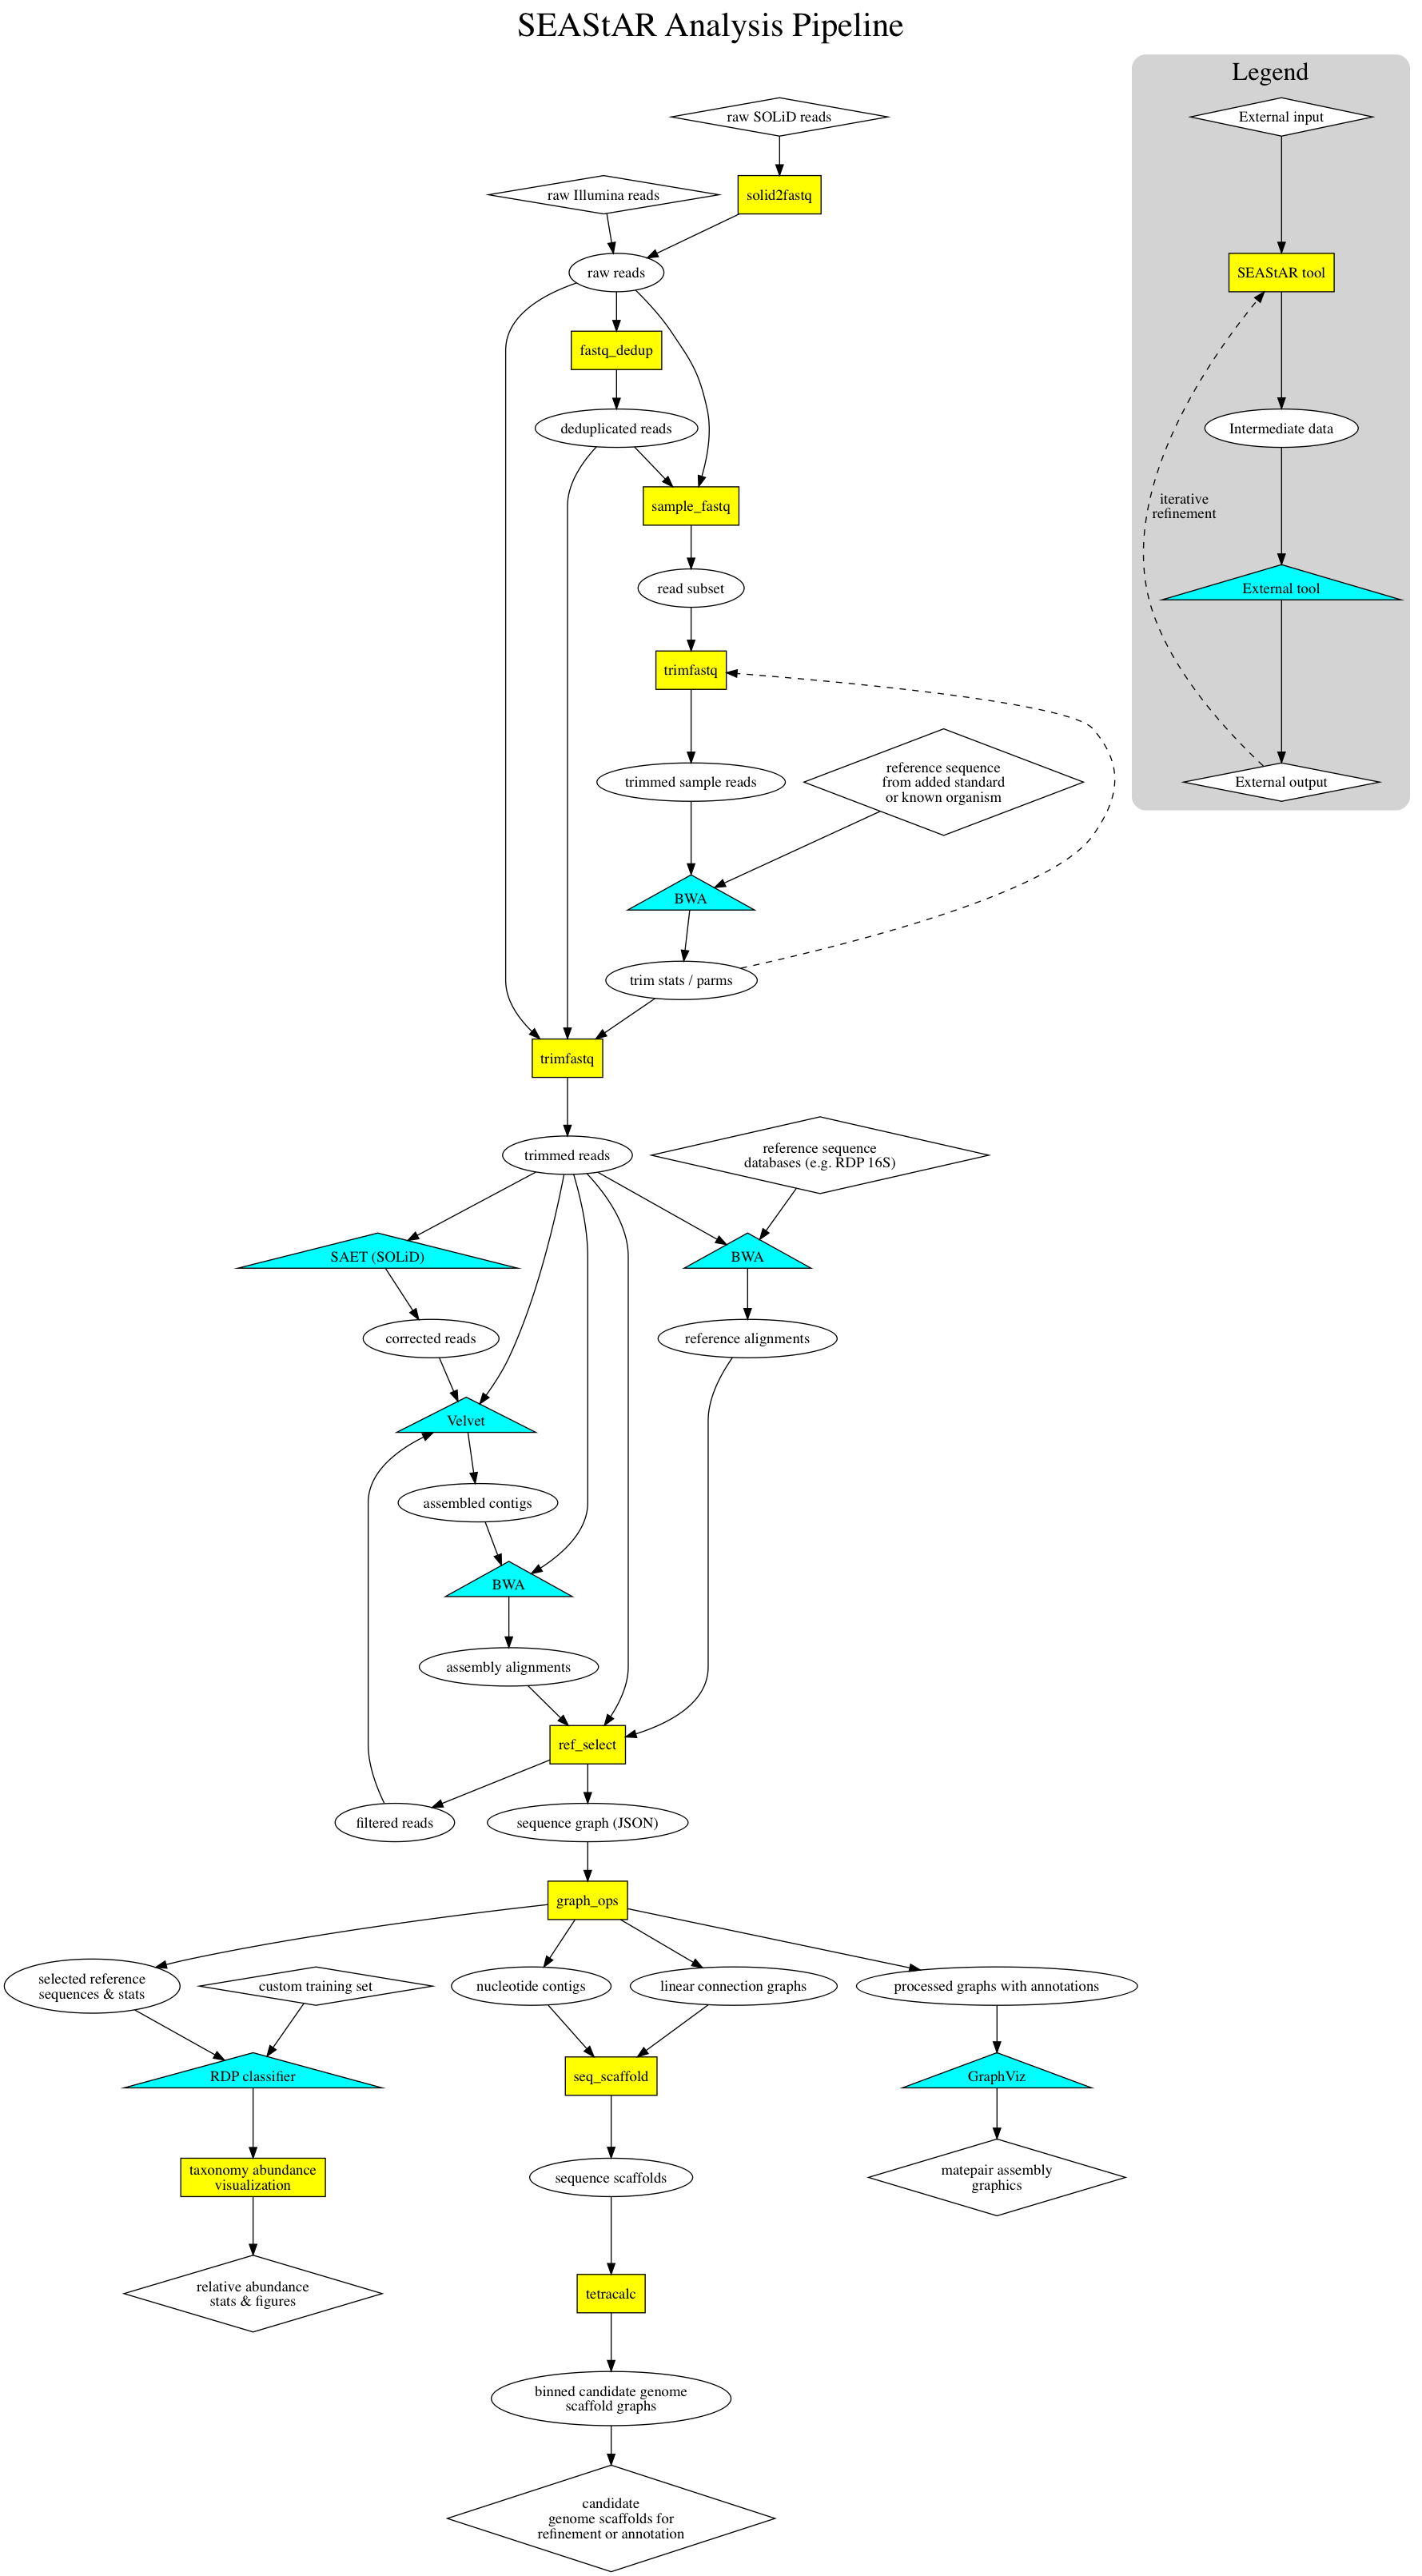 SEAStAR Analysis Pipeline
Legend
External input
SEAStAR tool
Intermediate data
iterative
refinement
External tool
External output
raw SOLiD reads
raw Illumina reads
solid2fastq
raw reads
fastq_dedup
deduplicated reads
sample_fastq
read subset
trimfastq
trimmed sample reads
reference sequence
from added standard
or known organism
BWA
trim stats / parms
trimfastq
trimmed reads
reference sequence
databases (e.g. RDP 16S)
SAET (SOLiD)
BWA
corrected reads
reference alignments
Velvet
assembled contigs
BWA
assembly alignments
ref_select
filtered reads
sequence graph (JSON)
graph_ops
selected reference
sequences & stats
custom training set
nucleotide contigs
linear connection graphs
processed graphs with annotations
RDP classifier
seq_scaffold
GraphViz
taxonomy abundance
visualization
sequence scaffolds
matepair assembly
graphics
relative abundance
stats & figures
tetracalc
binned candidate genome
scaffold graphs
candidate
genome scaffolds for
refinement or annotation